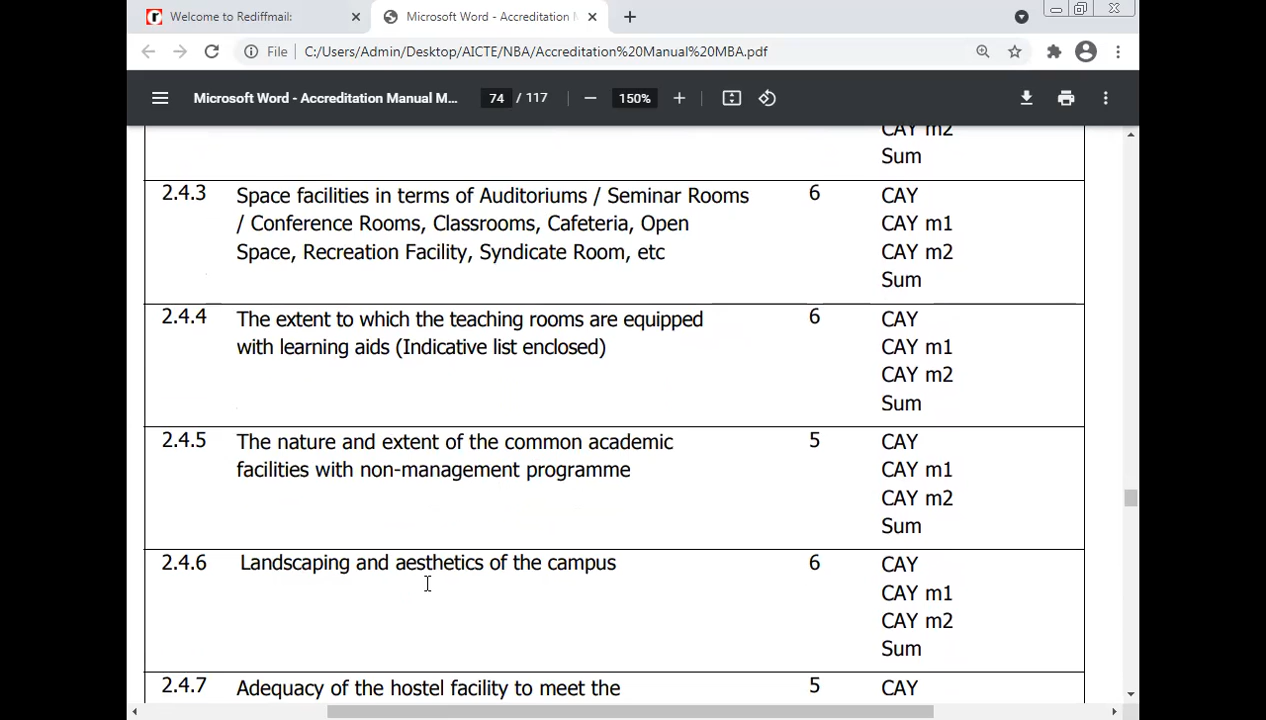 Welcome to Rediffmail:
Microsoft Word - Accreditation M
File C:/Users/Admin/Desktop/AICTE/NBA/Accreditation%20Manual%20MBA.pdf
Microsoft Word - Accreditation Manual M... 74 / 117 150%
CAY m2
Sum
2.4.3 Space facilities in terms of Auditoriums / Seminar Rooms 6 CAY
/ Conference Rooms, Classrooms, Cafeteria, Open CAY m1
Space, Recreation Facility, Syndicate Room, etc CAY m2
Sum
2.4.4 The extent to which the teaching rooms are equipped 6 CAY
with learning aids (Indicative list enclosed) CAY m1
CAY m2
Sum
2.4.5 The nature and extent of the common academic 5 CAY
facilities with non-management programme CAY m1
CAY m2
Sum
2.4.6 Landscaping and aesthetics of the campus 6 CAY
CAY m1
CAY m2
Sum
2.4.7 Adequacy of the hostel facility to meet the 5 CAY